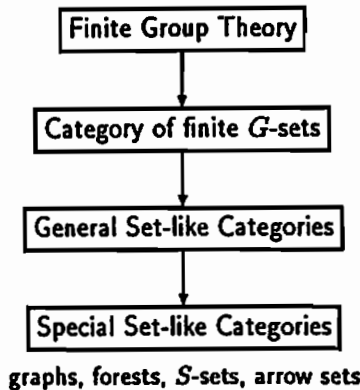 Finite Group Theory
Category of finite G-sets
General Set-like Categories
Special Set-like Categories
graphs, forests, S-sets, arrow sets